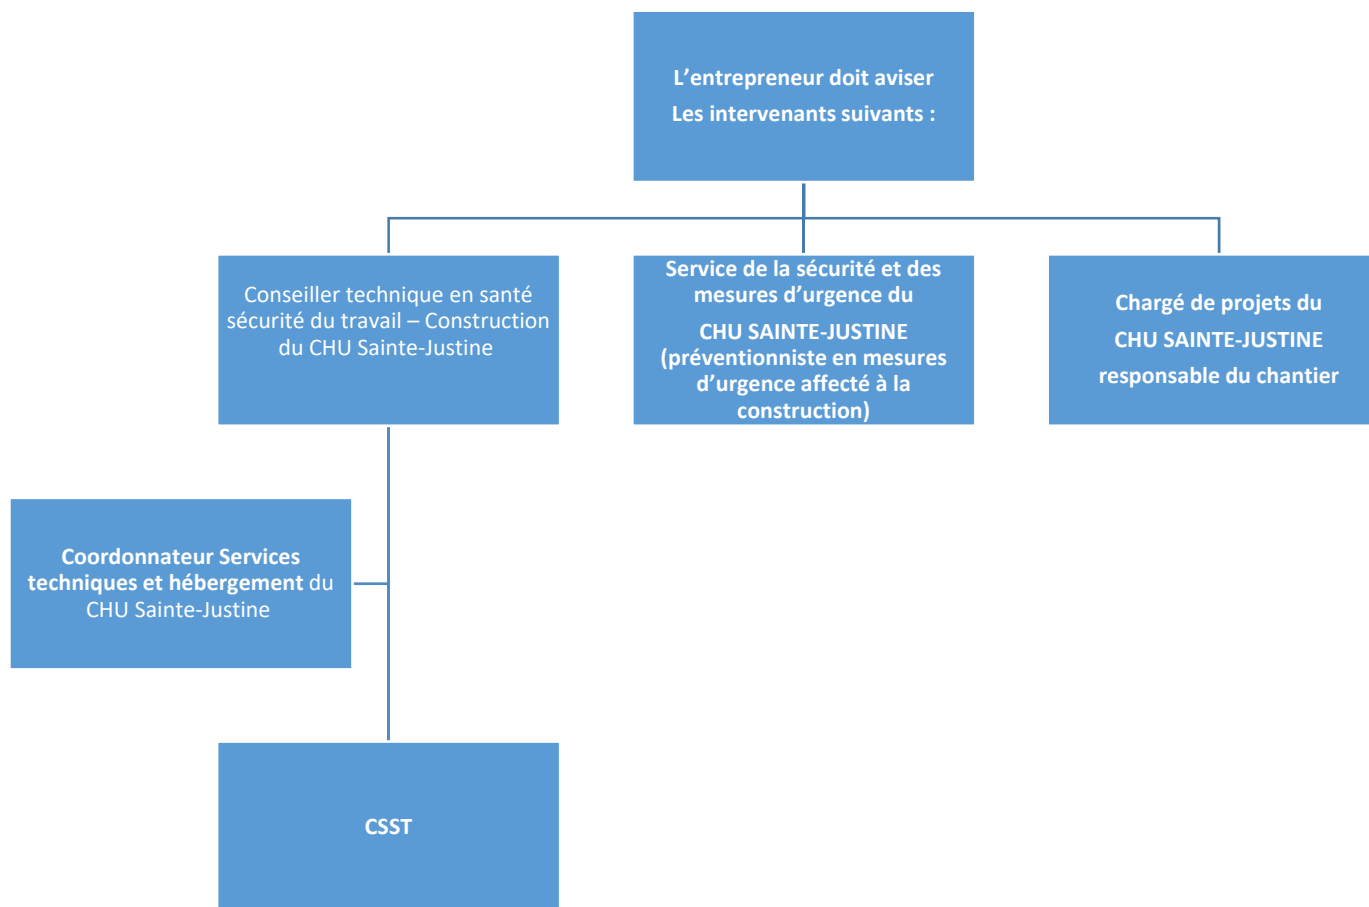 L’entrepreneur doit aviser
Les intervenants suivants :
Conseiller technique en santé
sécurité du travail – Construction
du CHU Sainte-Justine
Service de la sécurité et des
mesures d’urgence du
CHU SAINTE-JUSTINE
(préventionniste en mesures
d’urgence affecté à la
construction)
Chargé de projets du
CHU SAINTE-JUSTINE
responsable du chantier
Coordonnateur Services
techniques et hébergement du
CHU Sainte-Justine
CSST